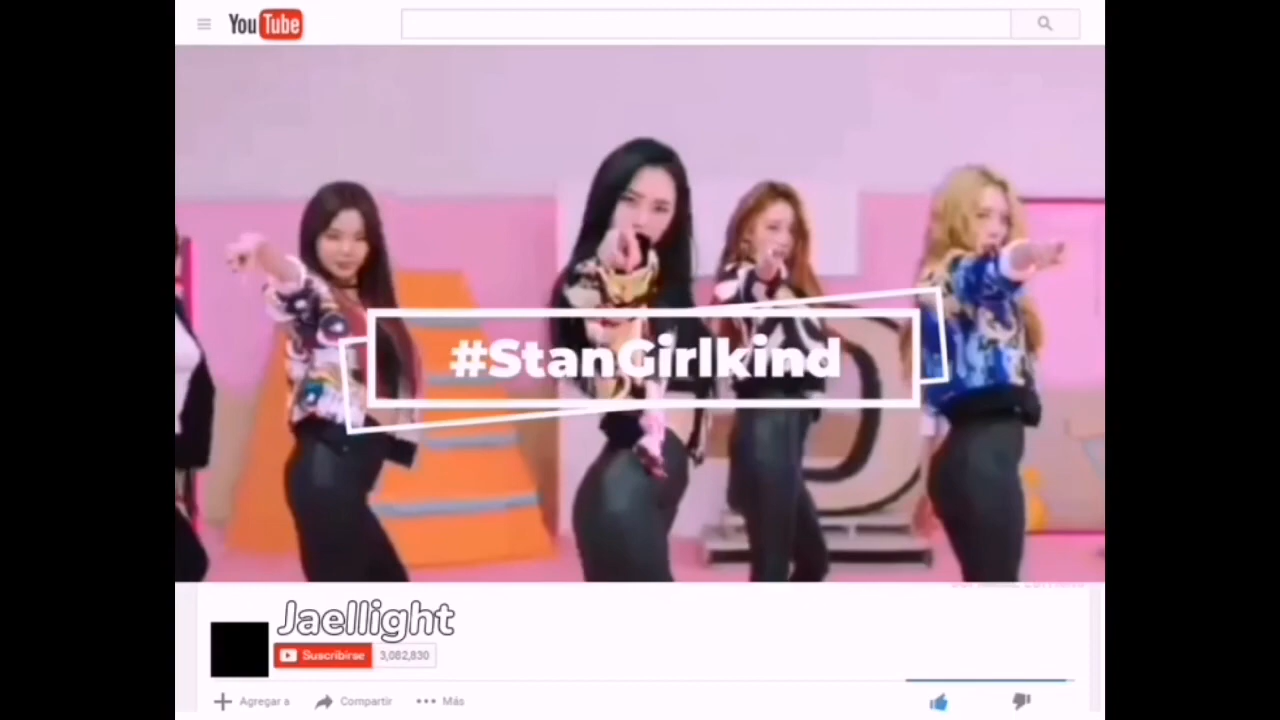 YouTube
#StanGirlkind
Jaellight
Suscribirse 3,082,830
Agregar a Compartir Más